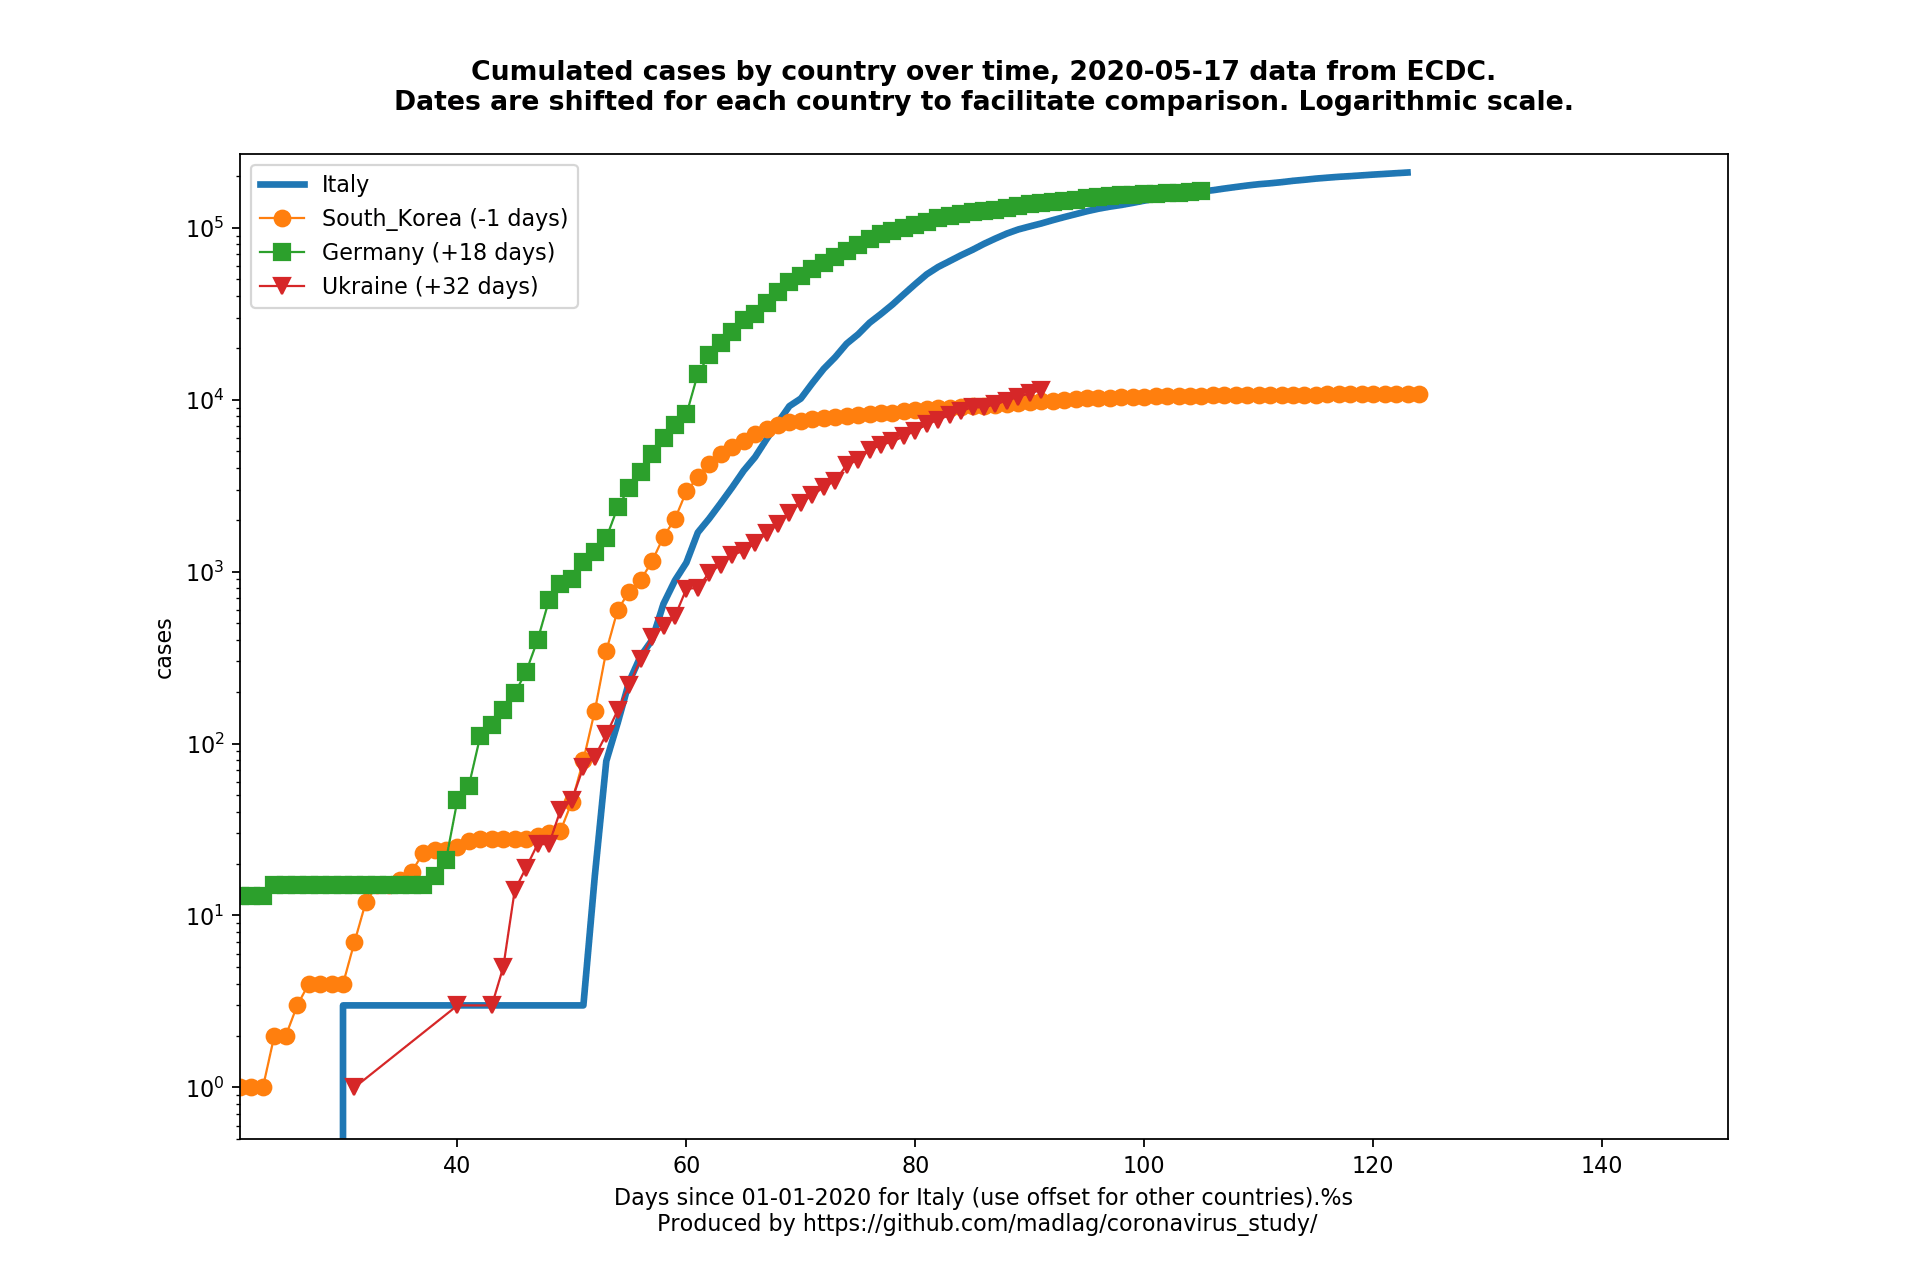 Cumulated cases by country over time, 2020-05-17 data from ECDC.
Dates are shifted for each country to facilitate comparison. Logarithmic scale.
Italy
South_Korea (-1 days)
Germany (+18 days)
Ukraine (+32 days)
10^5
10^4
10^3
10^2
10^1
10^0
cases
40 60 80 100 120 140
Days since 01-01-2020 for Italy (use offset for other countries).%s
Produced by https://github.com/madlag/coronavirus_study/